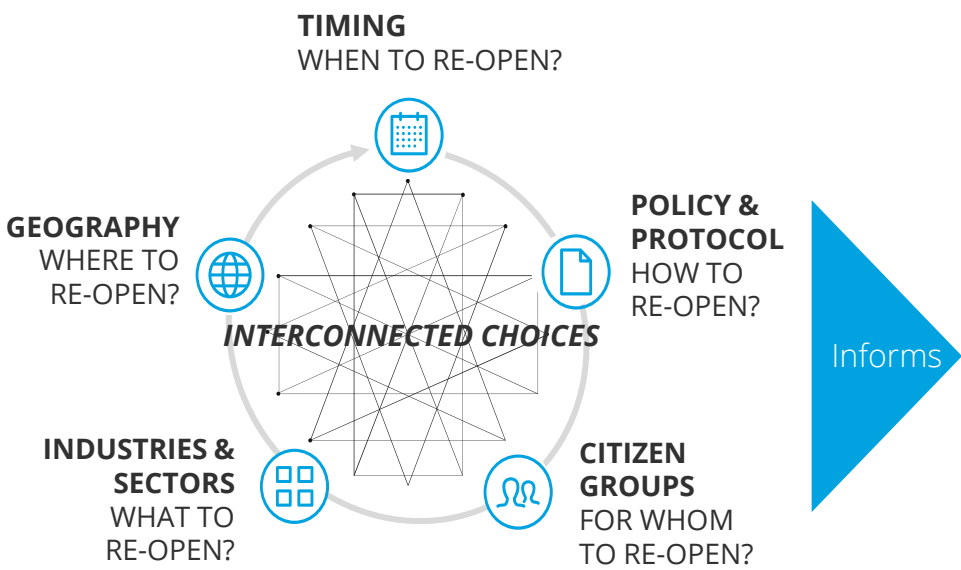 TIMING
WHEN TO RE-OPEN?
POLICY &
PROTOCOL
HOW TO
RE-OPEN?
GEOGRAPHY
WHERE TO
RE-OPEN?
INTERCONNECTED CHOICES
Informs
INDUSTRIES &
SECTORS
WHAT TO
RE-OPEN?
CITIZEN
GROUPS
FOR WHOM
TO RE-OPEN?